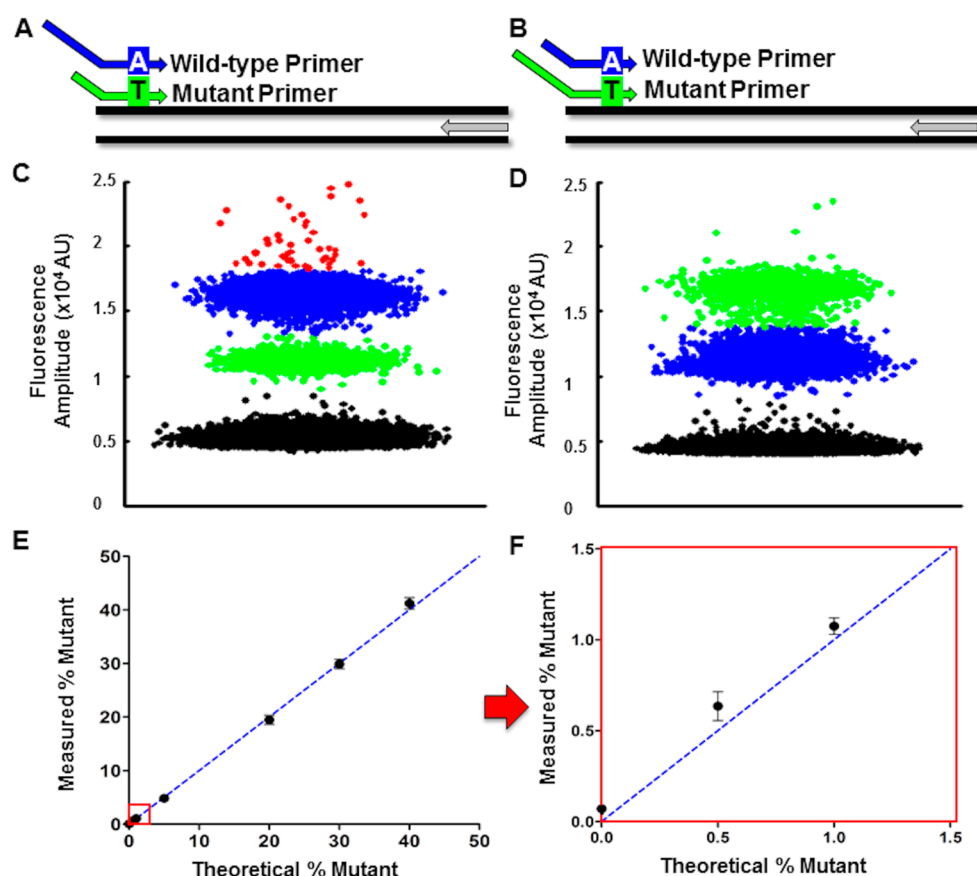 A
A Wild-type Primer
T Mutant Primer
B
A Wild-type Primer
T Mutant Primer
C
Fluorescence
Amplitude (x10⁴ AU)
2.5
2
1.5
1
0.5
0
D
Fluorescence
Amplitude (x10⁴ AU)
2.5
2
1.5
1
0.5
0
E
Measured % Mutant
50
40
30
20
10
0
0 10 20 30 40 50
Theoretical % Mutant
F
Measured % Mutant
1.5
1.0
0.5
0.0
0.0 0.5 1.0 1.5
Theoretical % Mutant